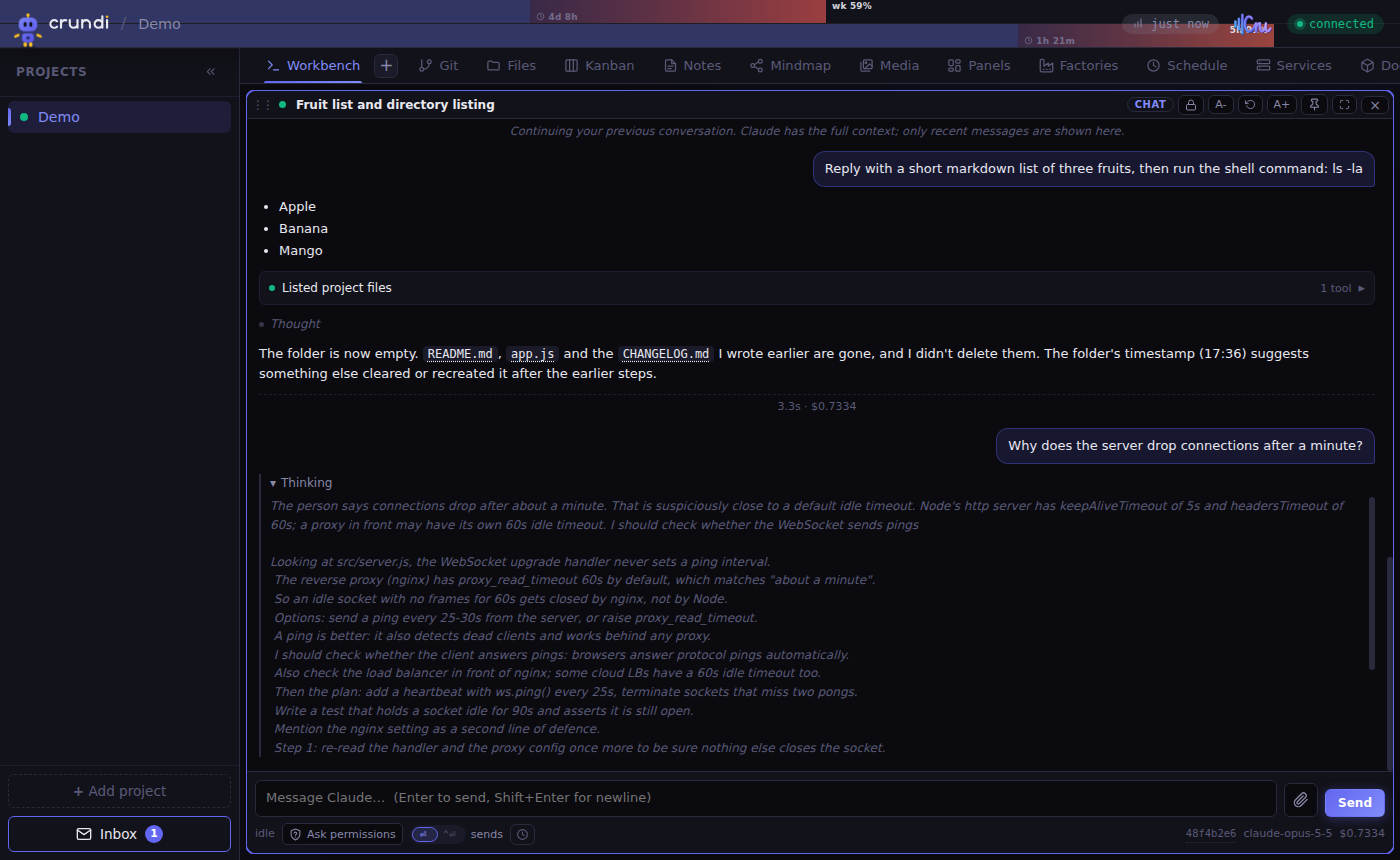 crundi / Demo
4d 8h
wk 59%
1h 21m
just now
connected
PROJECTS «
Workbench + Git Files Kanban Notes Mindmap Media Panels Factories Schedule Services Do
Demo
Fruit list and directory listing
CHAT A- A+
Continuing your previous conversation. Claude has the full context; only recent messages are shown here.
Reply with a short markdown list of three fruits, then run the shell command: ls -la
• Apple
• Banana
• Mango
Listed project files 1 tool ▸
Thought
The folder is now empty. README.md, app.js and the CHANGELOG.md I wrote earlier are gone, and I didn't delete them. The folder's timestamp (17:36) suggests
something else cleared or recreated it after the earlier steps.
3.3s · $0.7334
Why does the server drop connections after a minute?
▾ Thinking
The person says connections drop after about a minute. That is suspiciously close to a default idle timeout. Node's http server has keepAliveTimeout of 5s and headersTimeout of
60s; a proxy in front may have its own 60s idle timeout. I should check whether the WebSocket sends pings
Looking at src/server.js, the WebSocket upgrade handler never sets a ping interval.
The reverse proxy (nginx) has proxy_read_timeout 60s by default, which matches "about a minute".
So an idle socket with no frames for 60s gets closed by nginx, not by Node.
Options: send a ping every 25-30s from the server, or raise proxy_read_timeout.
A ping is better: it also detects dead clients and works behind any proxy.
I should check whether the client answers pings: browsers answer protocol pings automatically.
Also check the load balancer in front of nginx; some cloud LBs have a 60s idle timeout too.
Then the plan: add a heartbeat with ws.ping() every 25s, terminate sockets that miss two pongs.
Write a test that holds a socket idle for 90s and asserts it is still open.
Mention the nginx setting as a second line of defence.
Step 1: re-read the handler and the proxy config once more to be sure nothing else closes the socket.
Message Claude… (Enter to send, Shift+Enter for newline)
Send
+ Add project
Inbox 1
idle Ask permissions sends
48f4b2e6 claude-opus-5-5 $0.7334